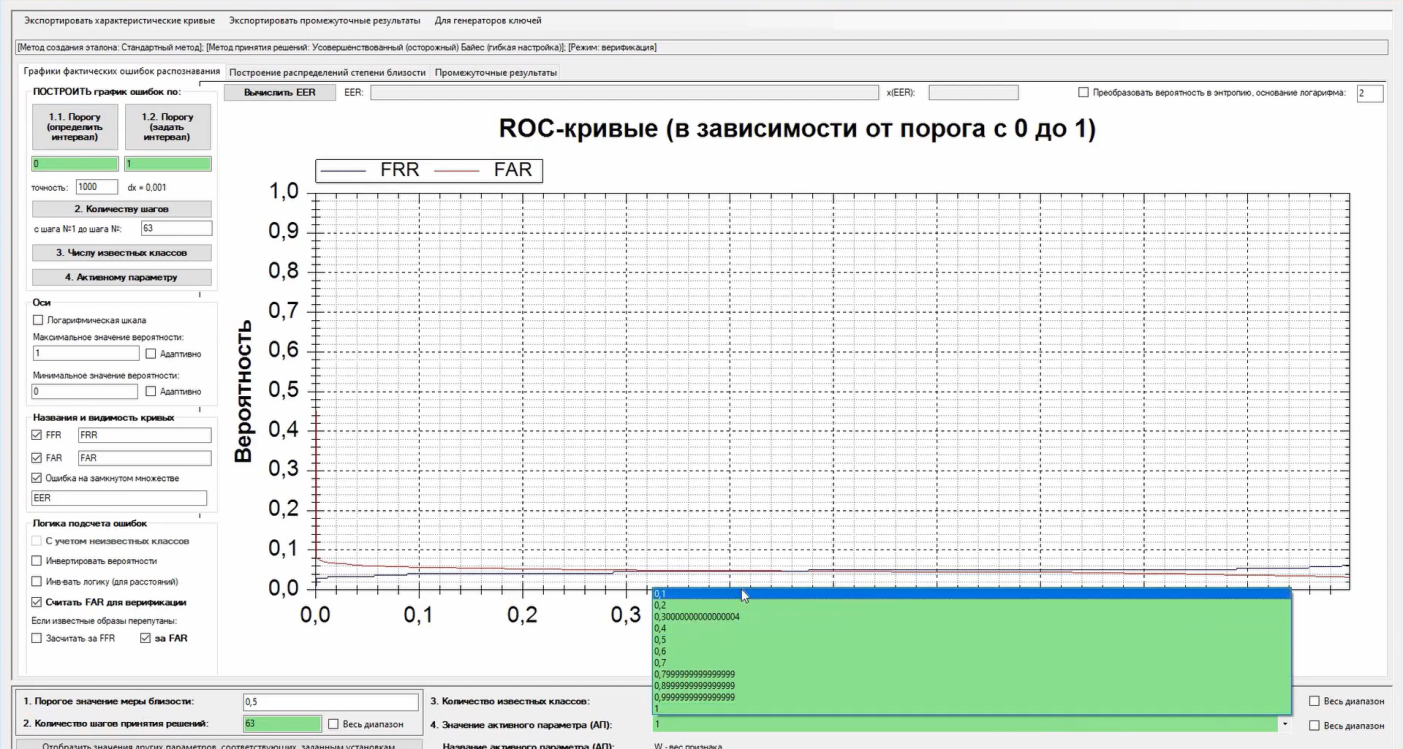 Экспортировать характеристические кривые Экспортировать промежуточные результаты Для генераторов ключей
[Метод создания эталона: Стандартный метод]; [Метод принятия решений: Усовершенствованный (осторожный) Байес (гибкая настройка)]; [Режим: верификация]
Графики фактических ошибок распознавания Построение распределений степени близости Промежуточные результаты
ПОСТРОИТЬ график ошибок по:
1.1. Порогу (определить интервал)
1.2. Порогу (задать интервал)
0
1
точность: 1000 dx = 0,001
2. Количеству шагов
с шага №1 до шага №: 63
3. Числу известных классов
4. Активному параметру
Оси
Логарифмическая шкала
Максимальное значение вероятности:
1 Адаптивно
Минимальное значение вероятности:
0 Адаптивно
Названия и видимость кривых
FFR FRR
FAR FAR
Ошибка на замкнутом множестве
EER
Логика подсчета ошибок
С учетом неизвестных классов
Инвертировать вероятности
Инв-вать логику (для расстояний)
Считать FAR для верификации
Если известные образы перепутаны:
Засчитать за FFR за FAR
Вычислить EER EER: x(EER): Преобразовать вероятность в энтропию, основание логарифма: 2
ROC-кривые (в зависимости от порога с 0 до 1)
FRR FAR
Вероятность
1,0
0,9
0,8
0,7
0,6
0,5
0,4
0,3
0,2
0,1
0,0
0,0 0,1 0,2 0,3
0,1
0,2
0,30000000000000004
0,4
0,5
0,6
0,7
0,7999999999999999
0,8999999999999999
0,9999999999999999
1
1. Порогое значение меры близости: 0,5
2. Количество шагов принятия решений: 63 Весь диапазон
3. Количество известных классов: Весь диапазон
4. Значение активного параметра (АП): 1 Весь диапазон
Отобразить значения других параметров, соответствующих, заданным установкам
Название активного параметра (АП): W - вес признака